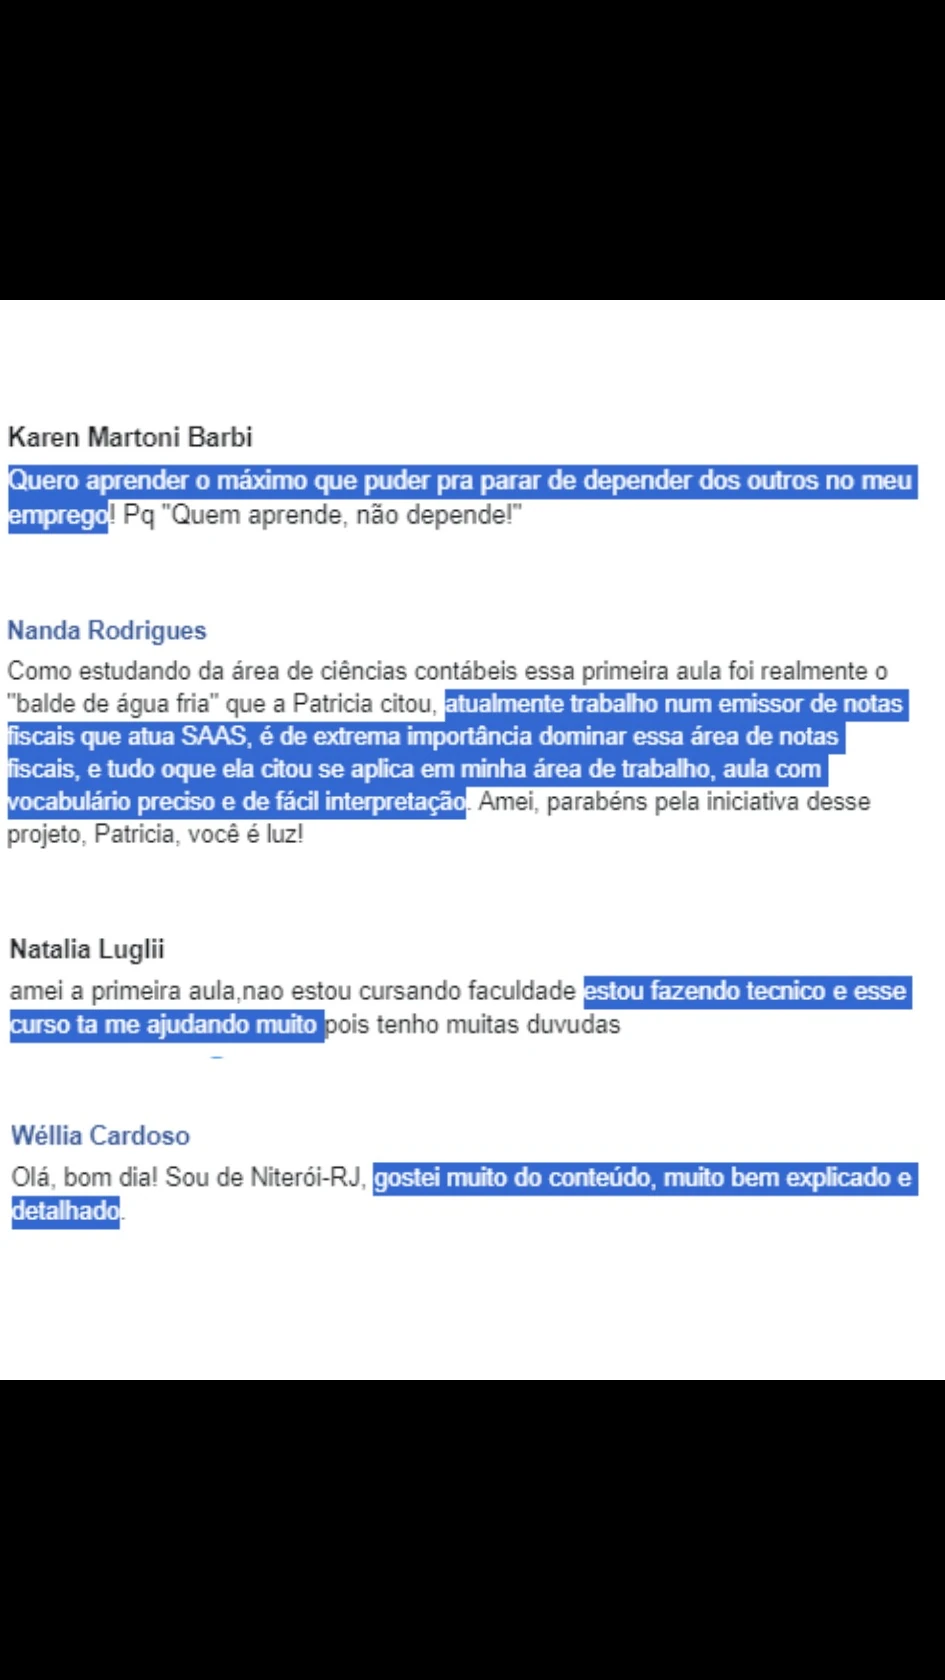 Karen Martoni Barbi
Quero aprender o máximo que puder pra parar de depender dos outros no meu
emprego! Pq "Quem aprende, não depende!"
Nanda Rodrigues
Como estudando da área de ciências contábeis essa primeira aula foi realmente o
"balde de água fria" que a Patricia citou, atualmente trabalho num emissor de notas
fiscais que atua SAAS, é de extrema importância dominar essa área de notas
fiscais, e tudo oque ela citou se aplica em minha área de trabalho, aula com
vocabulário preciso e de fácil interpretação. Amei, parabéns pela iniciativa desse
projeto, Patricia, você é luz!
Natalia Luglii
amei a primeira aula,nao estou cursando faculdade estou fazendo tecnico e esse
curso ta me ajudando muito pois tenho muitas duvudas
Wéllia Cardoso
Olá, bom dia! Sou de Niterói-RJ, gostei muito do conteúdo, muito bem explicado e
detalhado.